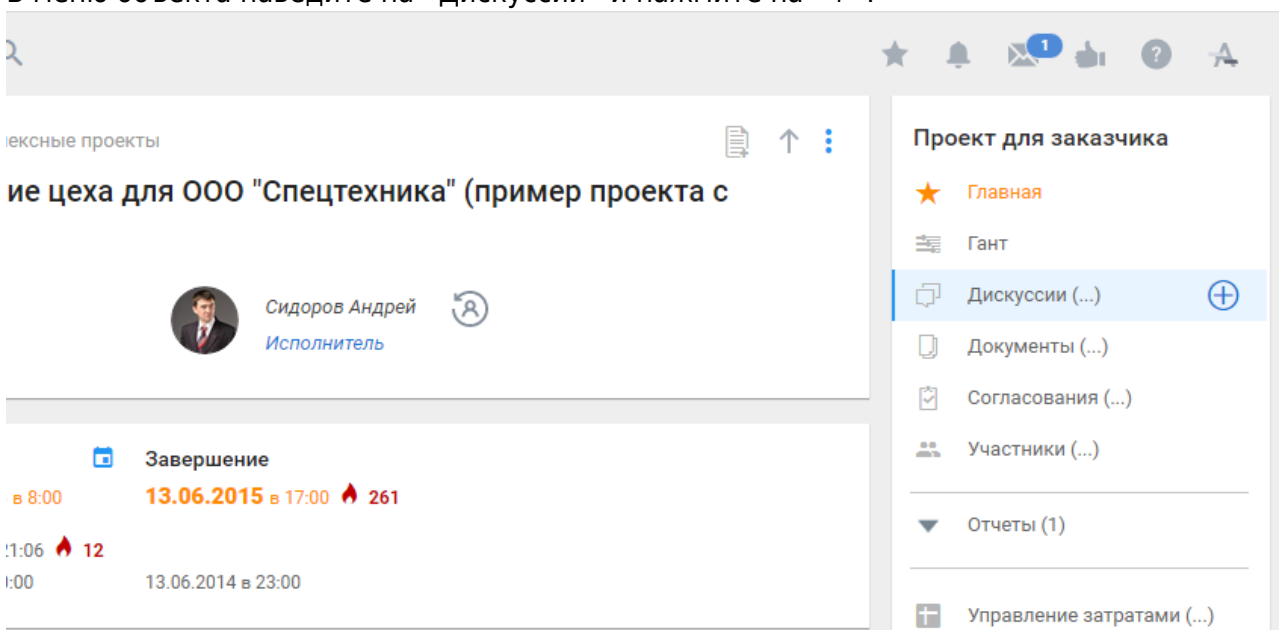 1
лексные проекты
ие цеха для ООО "Спецтехника" (пример проекта с
Сидоров Андрей
Исполнитель
Завершение
в 8:00
13.06.2015 в 17:00 261
21:06 12
:00
13.06.2014 в 23:00
Проект для заказчика
Главная
Гант
Дискуссии (...)
Документы (...)
Согласования (...)
Участники (...)
Отчеты (1)
Управление затратами (...)